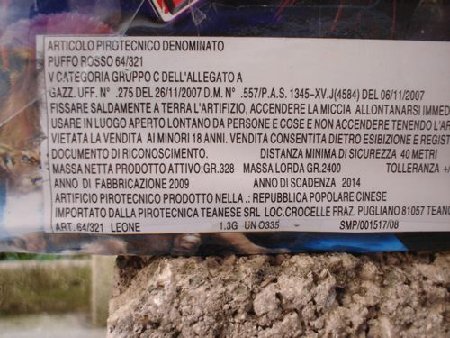 ARTICOLO PIROTECNICO DENOMINATO
PUFFO ROSSO 64/321
V CATEGORIA GRUPPO C DELL'ALLEGATO A
GAZZ. UFF. N° .275 DEL 26/11/2007 D.M. N° .557/P.A.S. 1345-XV.J(4584) DEL 06/11/2007
FISSARE SALDAMENTE A TERRA L'ARTIFIZIO. ACCENDERE LA MICCIA ALLONTANARSI IMMED
USARE IN LUOGO APERTO LONTANO DA PERSONE E COSE E NON ACCENDERE TENENDO L'AR
VIETATA LA VENDITA AI MINORI 18 ANNI. VENDITA CONSENTITA DIETRO ESIBIZIONE E REGIST
DOCUMENTO DI RICONOSCIMENTO. DISTANZA MINIMA DI SICUREZZA 40 METRI
MASSA NETTA PRODOTTO ATTIVO GR.328 MASSA LORDA GR.2400 TOLLERANZA +/
ANNO DI FABBRICAZIONE 2009 ANNO DI SCADENZA 2014
ARTIFICIO PIROTECNICO PRODOTTO NELLA .: REPUBBLICA POPOLARE CINESE
IMPORTATO DALLA PIROTECNICA TEANESE SRL LOC. CROCELLE FRAZ. PUGLIANO 81057 TEANO
ART. 64/321 LEONE 1.3G UN 0335 - SMP/001517/08